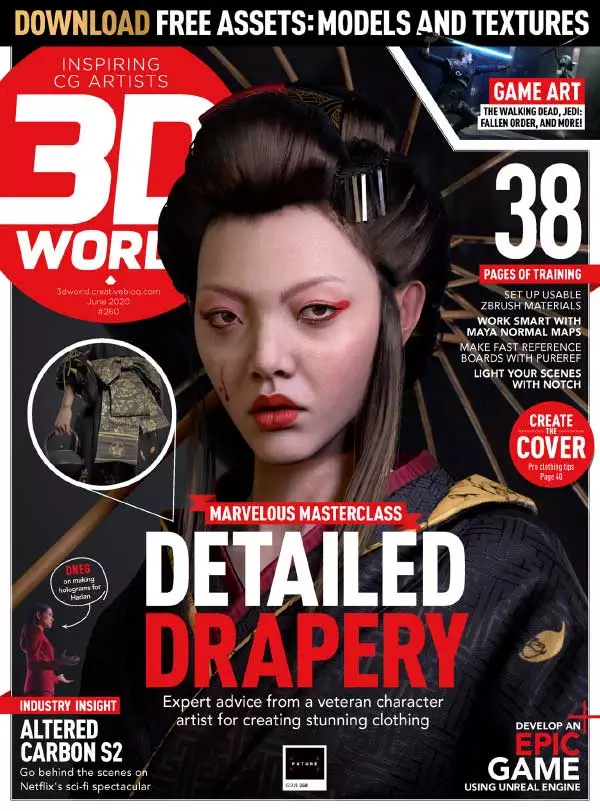 DOWNLOAD FREE ASSETS: MODELS AND TEXTURES
INSPIRING
CG ARTISTS
3D
WORL
3dworld.creativebloq.com
June 2020
#260
GAME ART
THE WALKING DEAD, JEDI:
FALLEN ORDER, AND MORE!
38
PAGES OF TRAINING
SET UP USABLE
ZBRUSH MATERIALS
WORK SMART WITH
MAYA NORMAL MAPS
MAKE FAST REFERENCE
BOARDS WITH PUREREF
LIGHT YOUR SCENES
WITH NOTCH
CREATE
THE
COVER
Pro clothing tips
Page 40
MARVELOUS MASTERCLASS
DETAILED
DRAPERY
Expert advice from a veteran character
artist for creating stunning clothing
DNEG
on making
holograms for
Harlan
INDUSTRY INSIGHT
ALTERED
CARBON S2
Go behind the scenes on
Netflix's sci-fi spectacular
FUTURE
DEVELOP AN
EPIC
GAME
USING UNREAL ENGINE